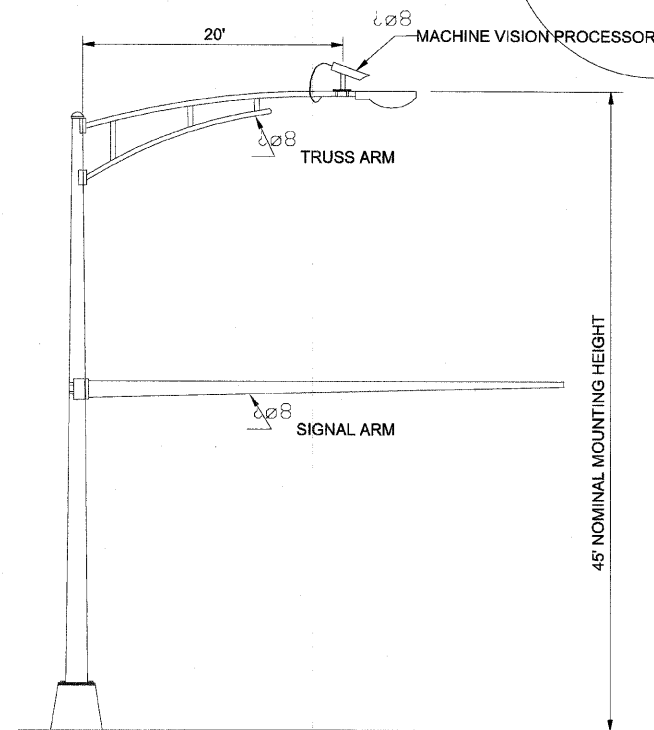 20'
¿ø8
MACHINE VISION PROCESSOR
¿ø8
TRUSS ARM
¿ø8
SIGNAL ARM
45' NOMINAL MOUNTING HEIGHT